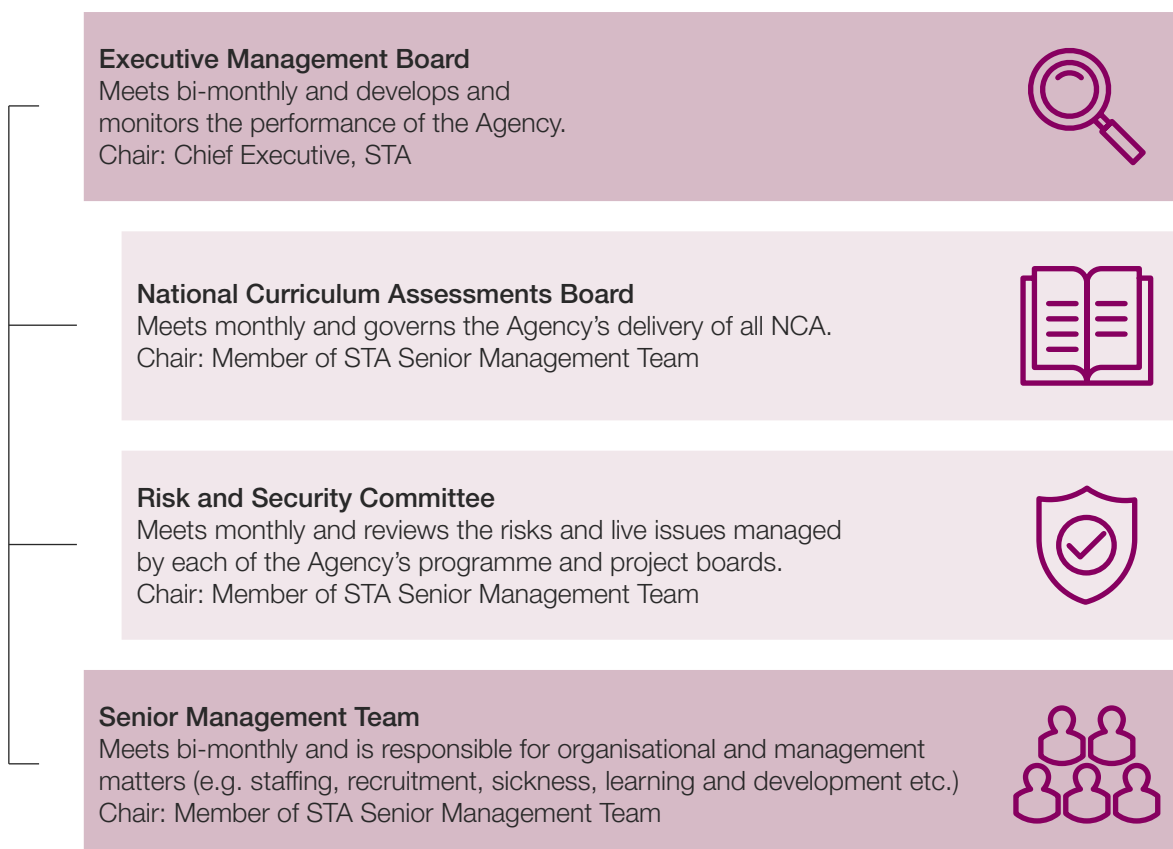 Executive Management Board
Meets bi-monthly and develops and
monitors the performance of the Agency.
Chair: Chief Executive, STA
National Curriculum Assessments Board
Meets monthly and governs the Agency’s delivery of all NCA.
Chair: Member of STA Senior Management Team
Risk and Security Committee
Meets monthly and reviews the risks and live issues managed
by each of the Agency’s programme and project boards.
Chair: Member of STA Senior Management Team
Senior Management Team
Meets bi-monthly and is responsible for organisational and management
matters (e.g. staffing, recruitment, sickness, learning and development etc.)
Chair: Member of STA Senior Management Team